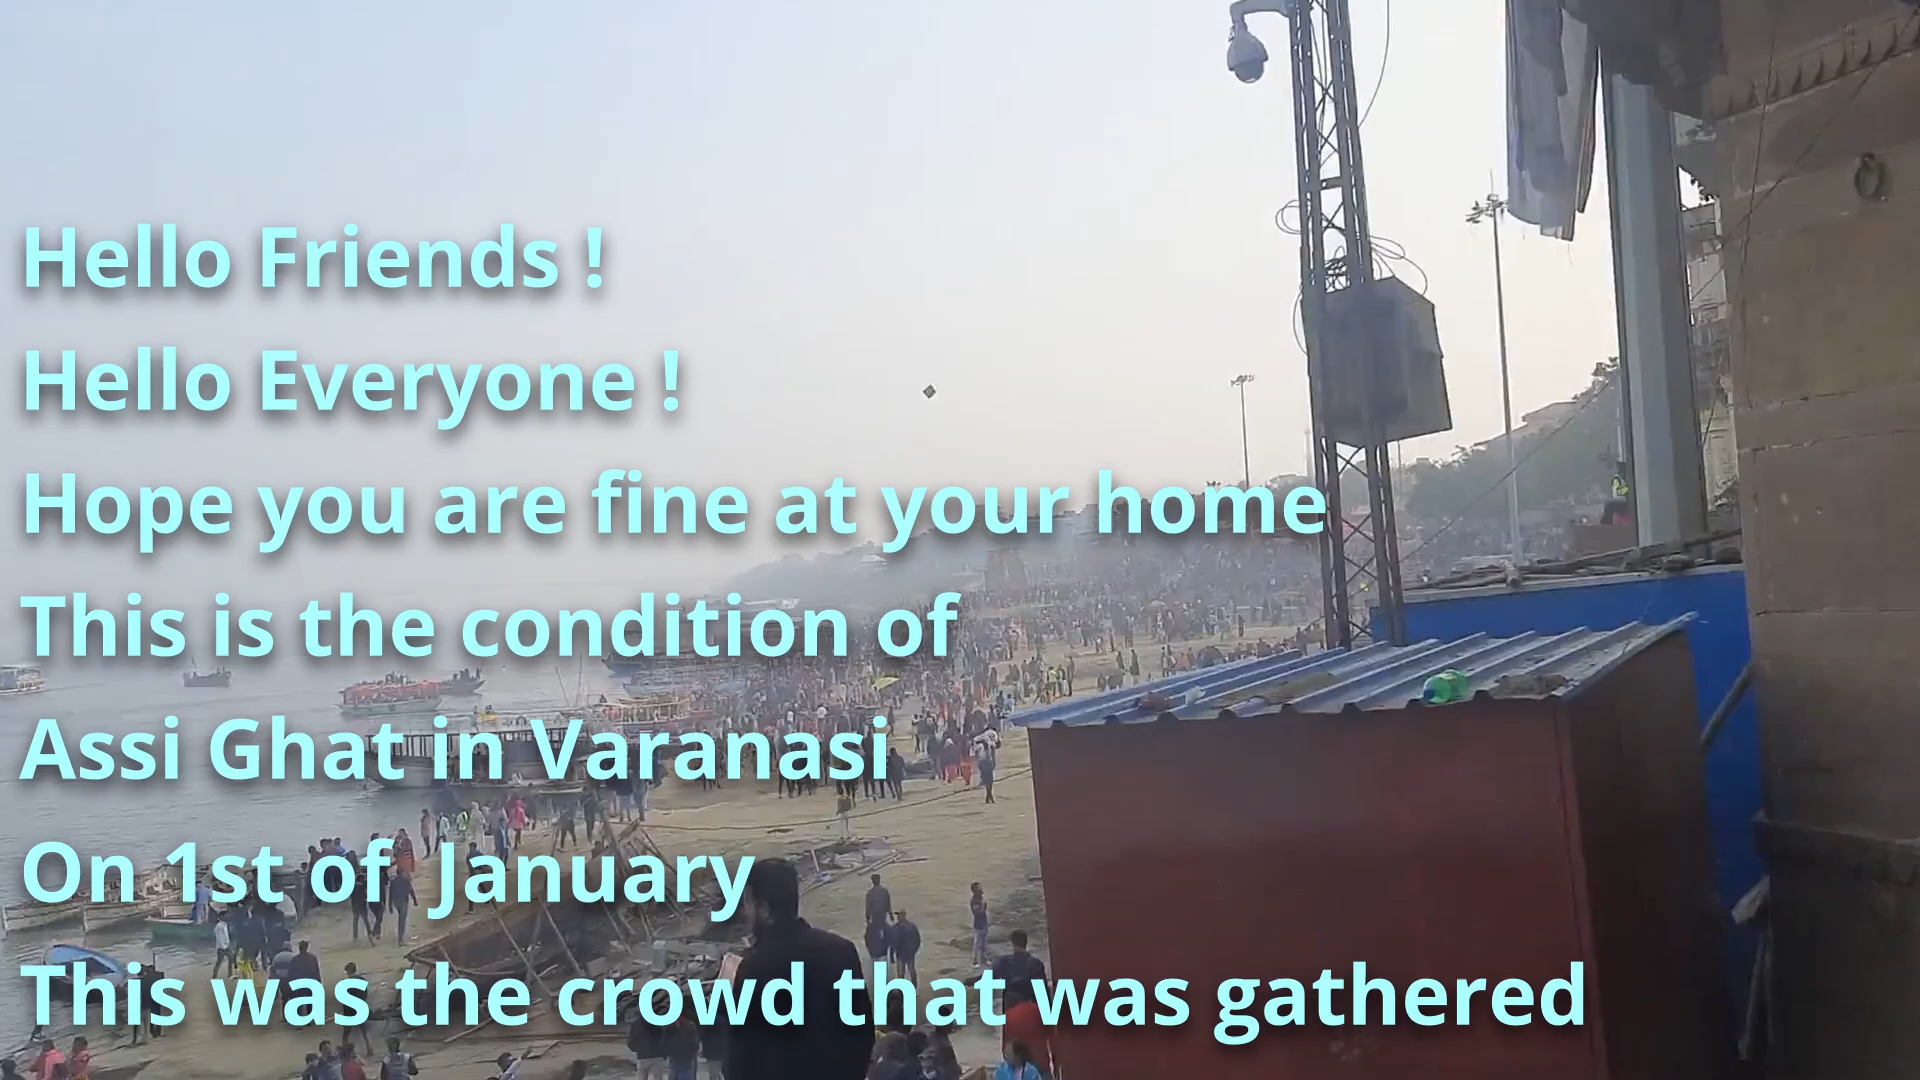 Hello Friends !
Hello Everyone !
Hope you are fine at your home
This is the condition of
Assi Ghat in Varanasi
On 1st of  January
This was the crowd that was gathered